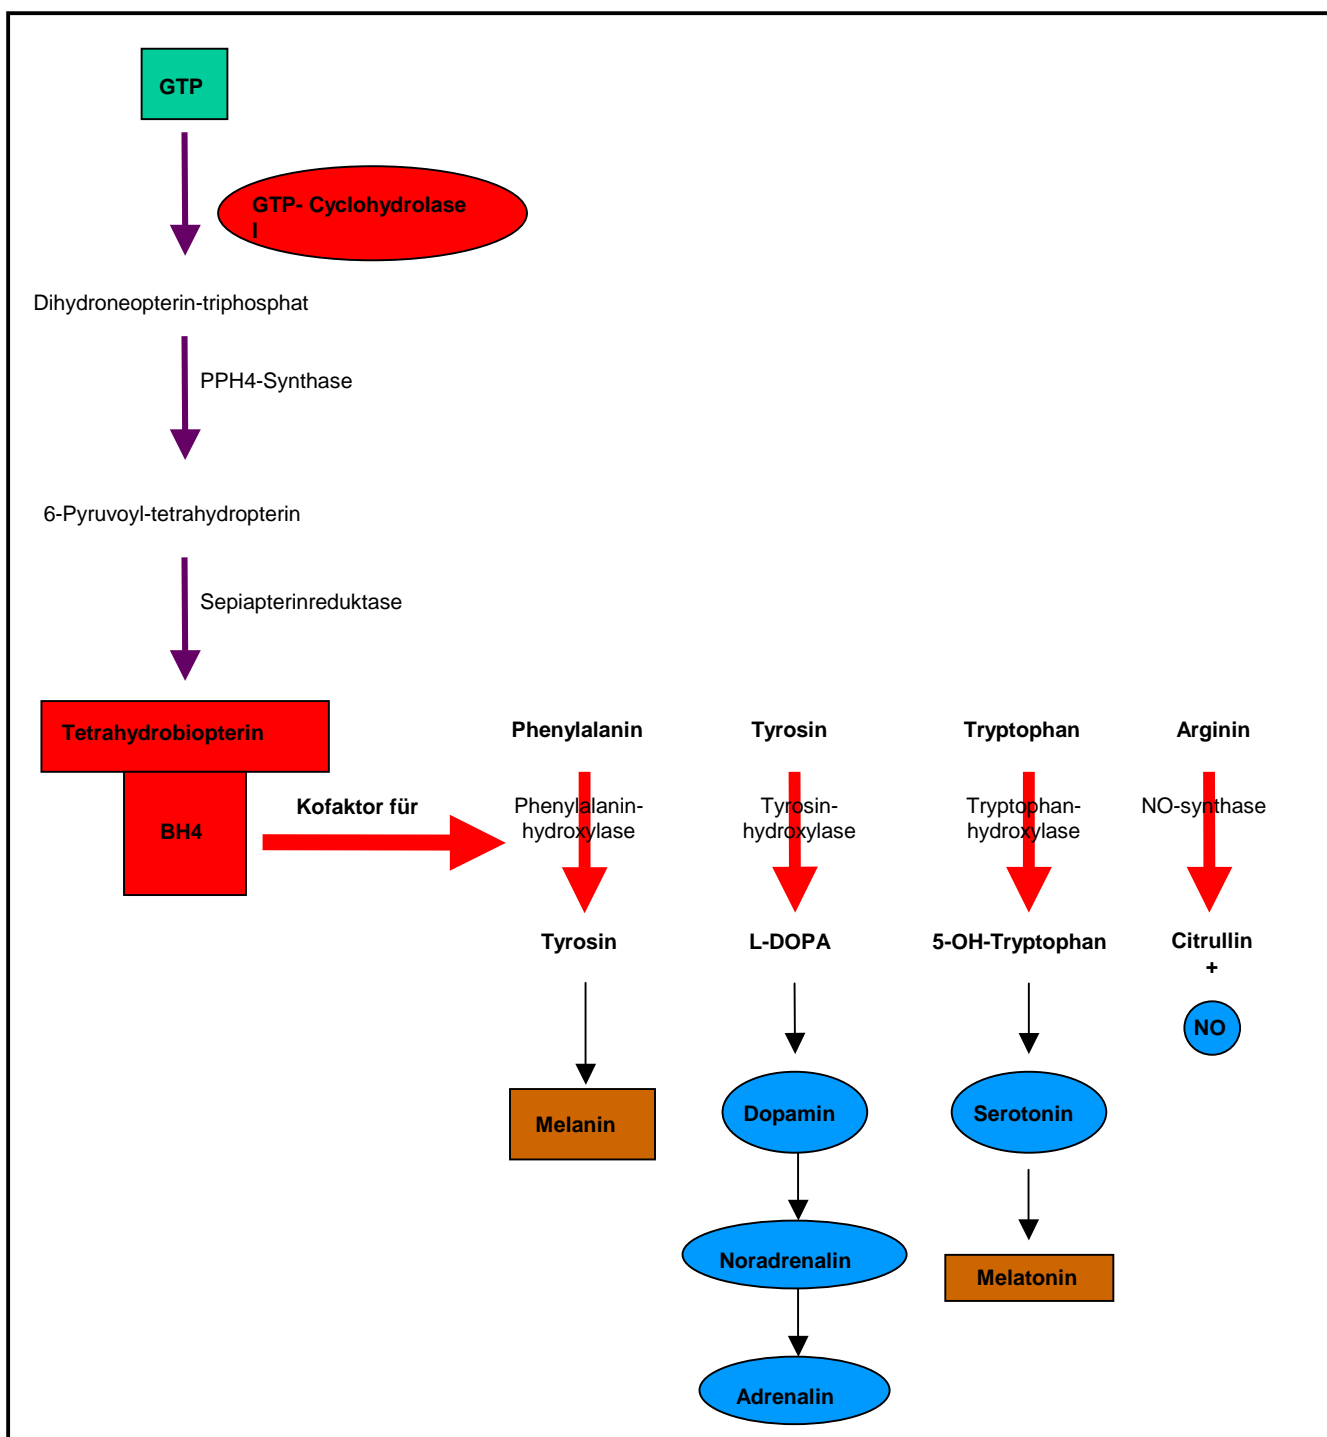 GTP
GTP- Cyclohydrolase
I
Dihydroneopterin-triphosphat
PPH4-Synthase
6-Pyruvoyl-tetrahydropterin
Sepiapterinreduktase
Tetrahydrobiopterin
BH4
Kofaktor für
Phenylalanin
Phenylalanin-
hydroxylase
Tyrosin
Melanin
Tyrosin
Tyrosin-
hydroxylase
L-DOPA
Dopamin
Noradrenalin
Adrenalin
Tryptophan
Tryptophan-
hydroxylase
5-OH-Tryptophan
Serotonin
Melatonin
Arginin
NO-synthase
Citrullin
+
NO